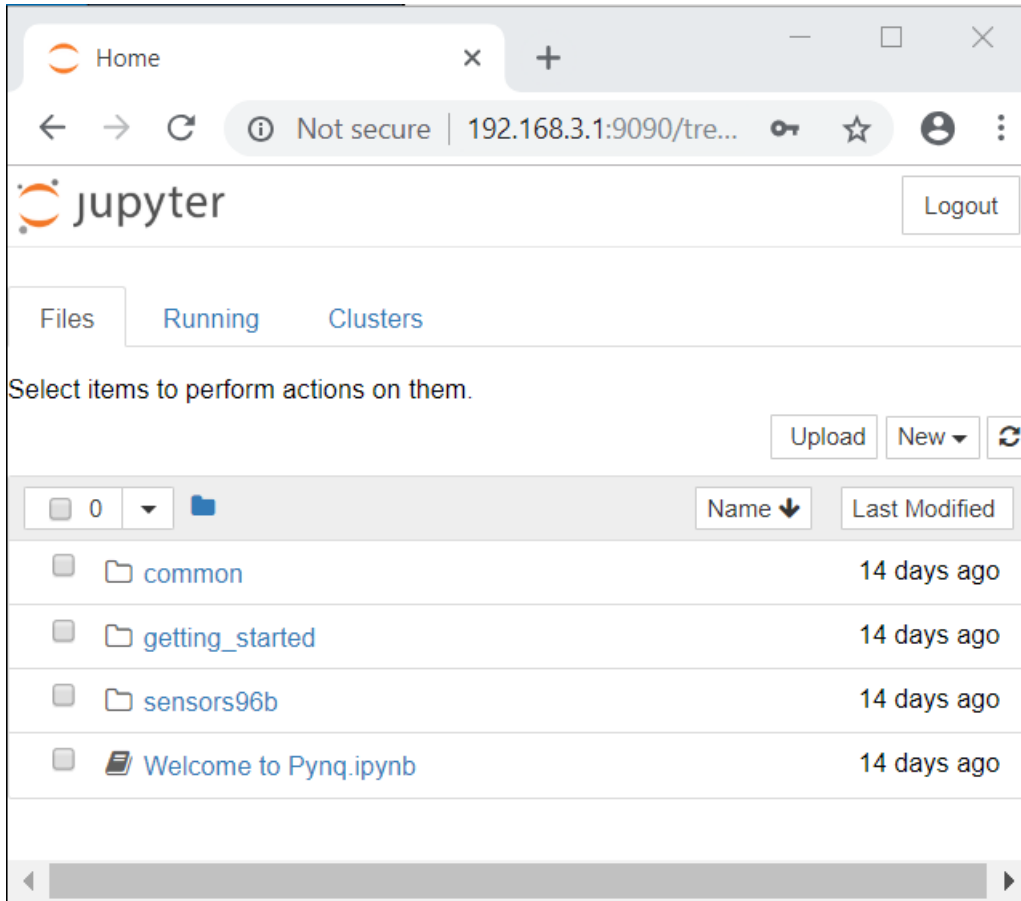 Home
Not secure 192.168.3.1:9090/tre...
jupyter
Logout
Files Running Clusters
Select items to perform actions on them.
Upload New
0 Name Last Modified
common 14 days ago
getting_started 14 days ago
sensors96b 14 days ago
Welcome to Pynq.ipynb 14 days ago